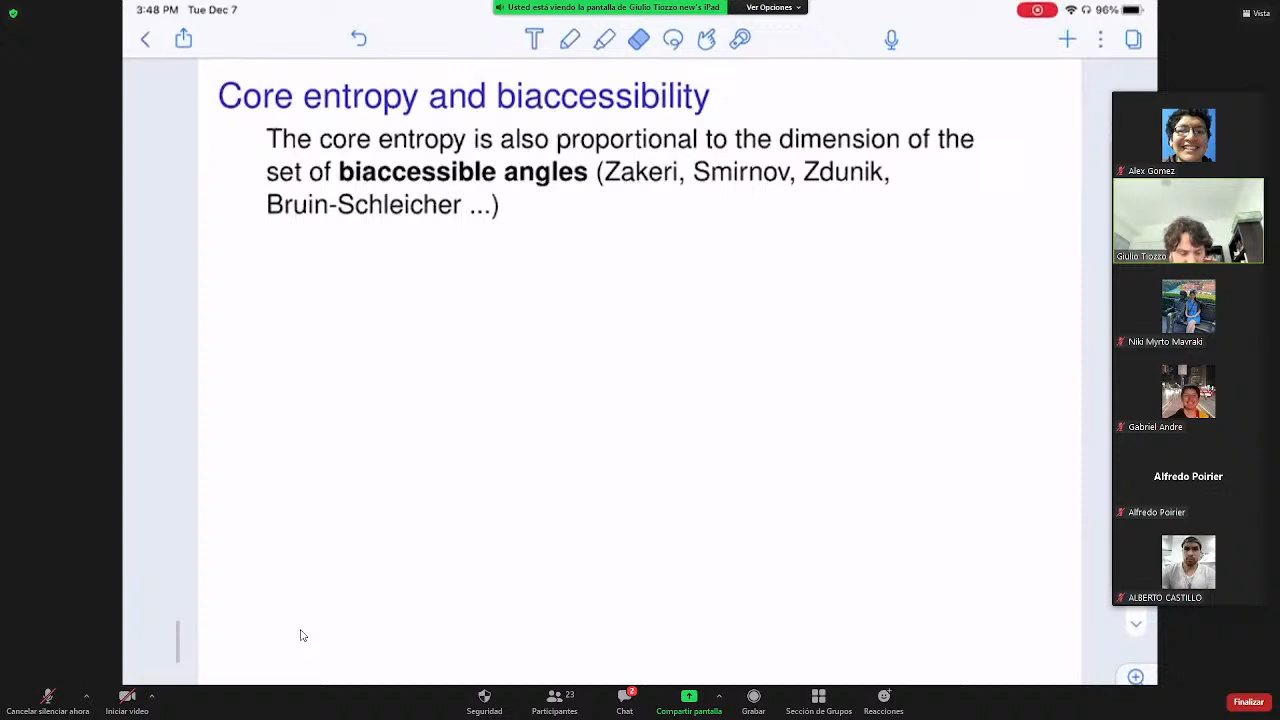 3:48 PM Tue Dec 7
Usted está viendo la pantalla de Giulio Tiozzo new's iPad
Ver Opciones
96%
Vista
Core entropy and biaccessibility
The core entropy is also proportional to the dimension of the
set of biaccessible angles (Zakeri, Smirnov, Zdunik,
Bruin-Schleicher ...)
Alex Gomez
Giulio Tiozzo
Niki Myrto Mavraki
Gabriel Andre
Alfredo Poirier
Alfredo Poirier
ALBERTO CASTILLO
Cancelar silenciar ahora
Iniciar video
Seguridad
23
Participantes
2
Chat
Compartir pantalla
Grabar
Sección de Grupos
Reacciones
Finalizar